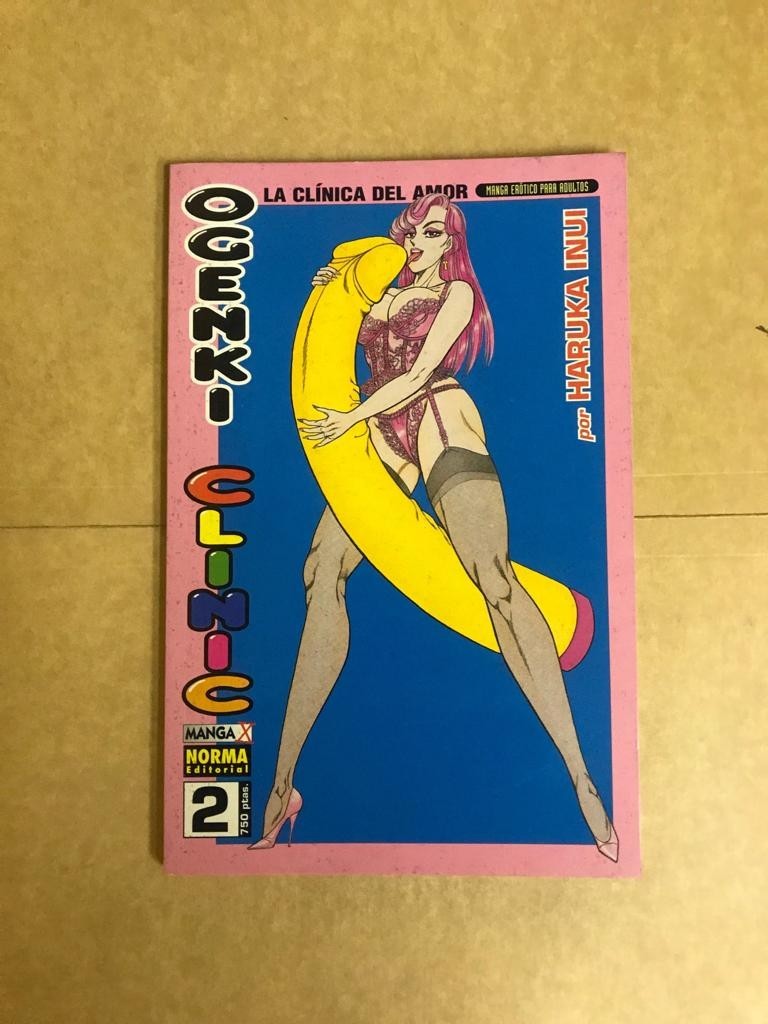 LA CLÍNICA DEL AMOR
MANGA ERÓTICO PARA ADULTOS
OGENKI CLINIC
por HARUKA INUI
MANGA X
NORMA
Editorial
2
750 ptas.